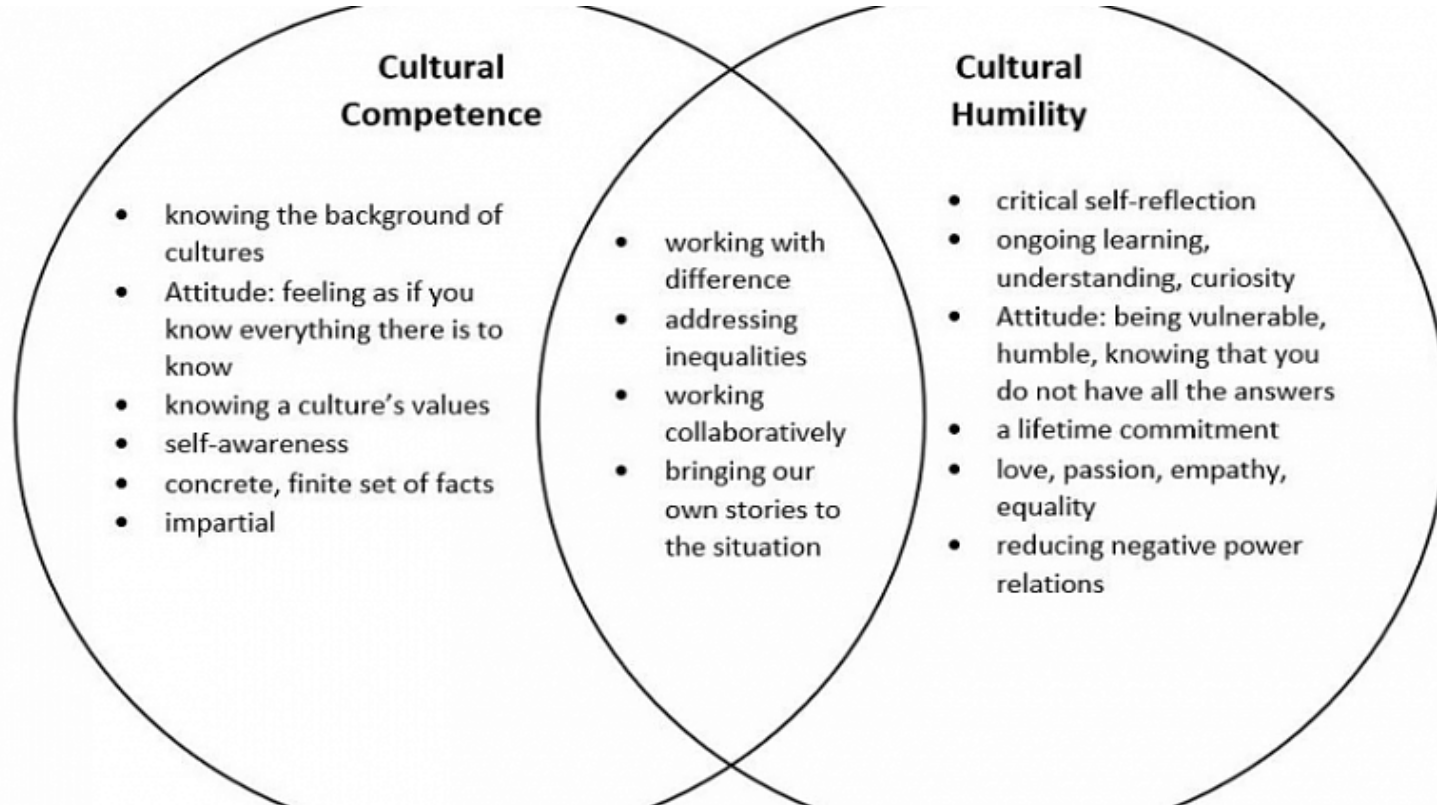 Cultural
Competence
• knowing the background of
cultures
• Attitude: feeling as if you
know everything there is to
know
• knowing a culture's values
• self-awareness
• concrete, finite set of facts
• impartial
• working with
difference
• addressing
inequalities
• working
collaboratively
• bringing our
own stories to
the situation
Cultural
Humility
• critical self-reflection
• ongoing learning,
understanding, curiosity
• Attitude: being vulnerable,
humble, knowing that you
do not have all the answers
• a lifetime commitment
• love, passion, empathy,
equality
• reducing negative power
relations